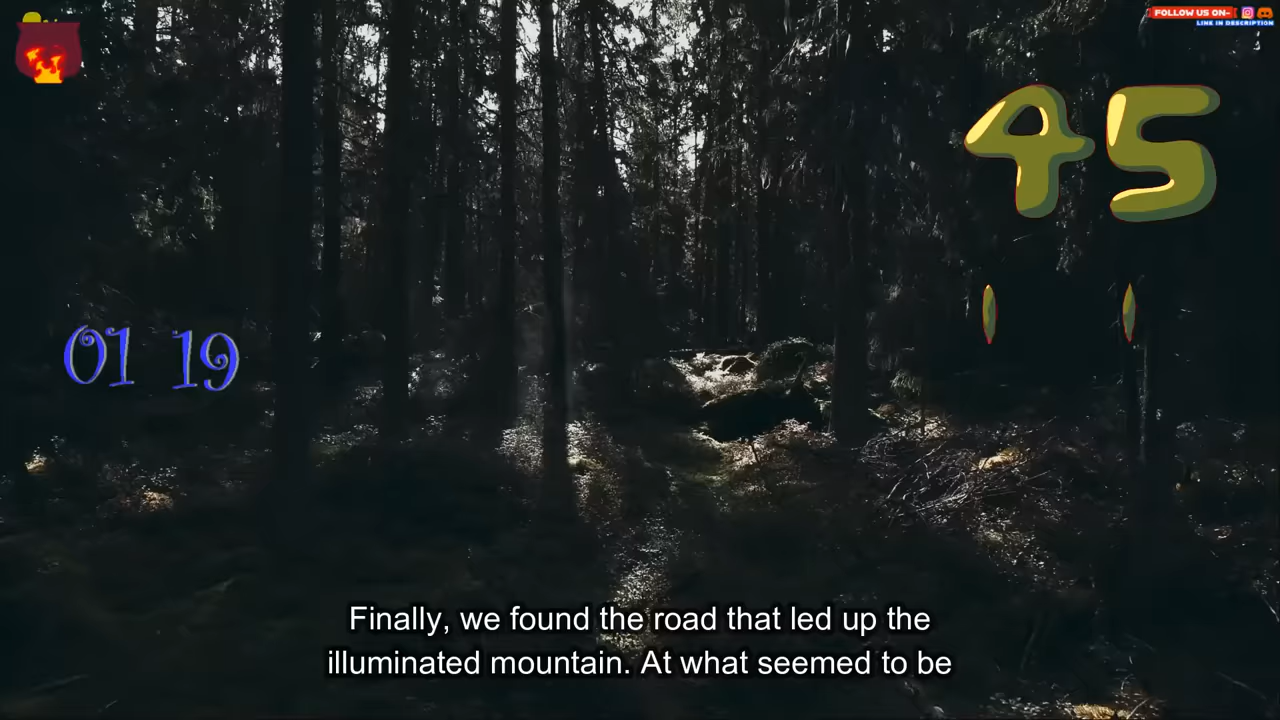 FOLLOW US ON-
LINK IN DESCRIPTION
45
01 19
Finally, we found the road that led up the
illuminated mountain. At what seemed to be